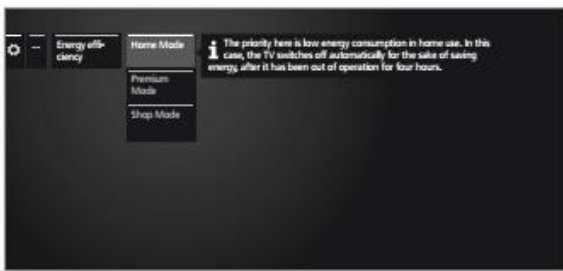 ...
Energy effi-
ciency
Home Mode
Premium
Mode
Shop Mode
i The priority here is low energy consumption in home use. In this
case, the TV switches off automatically for the sake of saving
energy, after it has been out of operation for four hours.